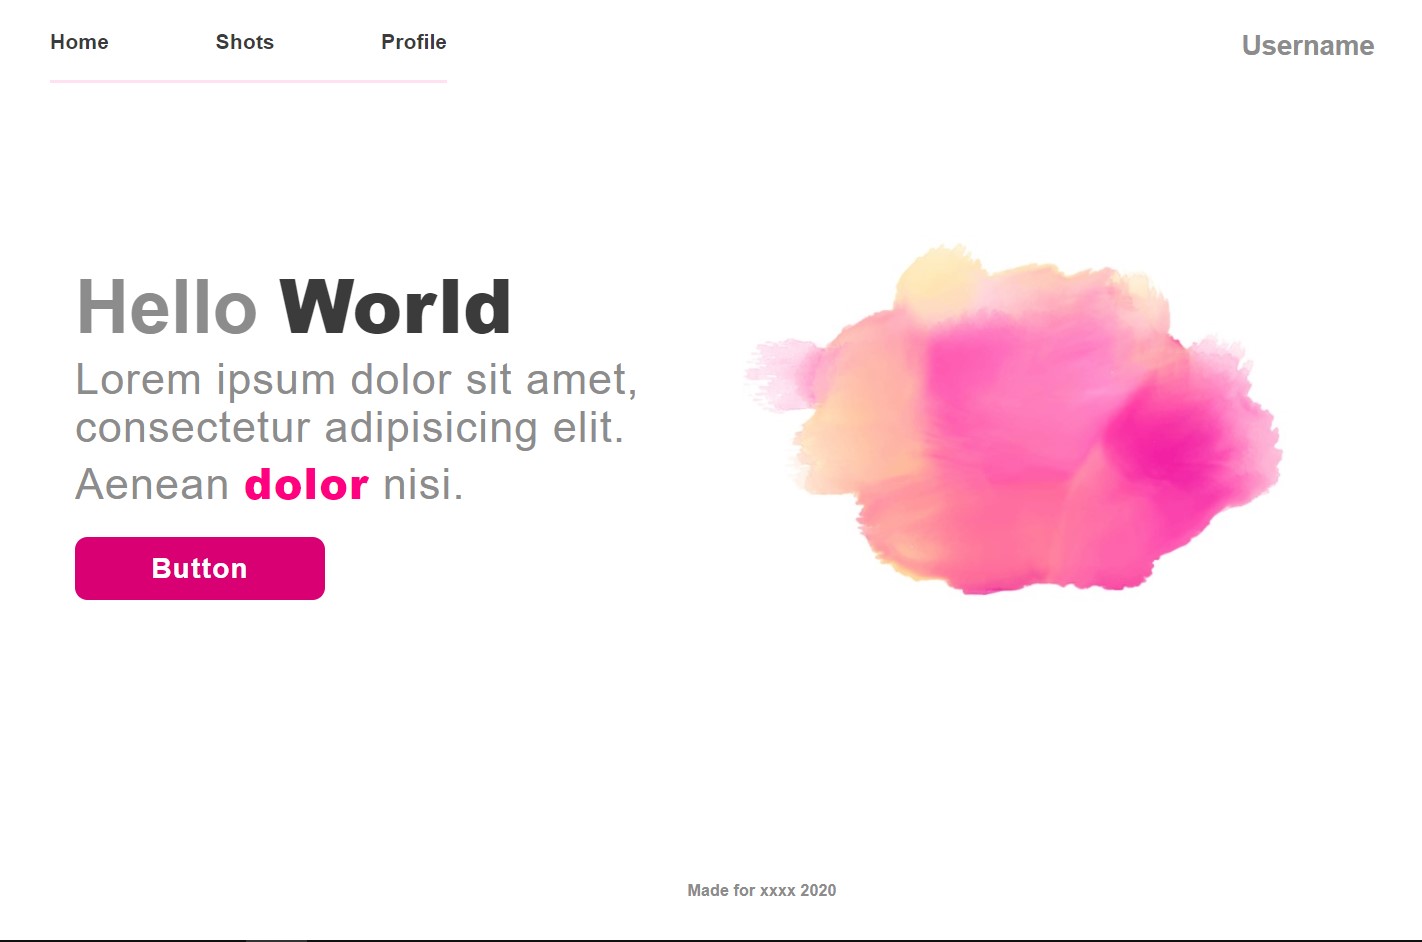 Home Shots Profile Username
Hello World
Lorem ipsum dolor sit amet,
consectetur adipisicing elit.
Aenean dolor nisi.
Button
Made for xxxx 2020